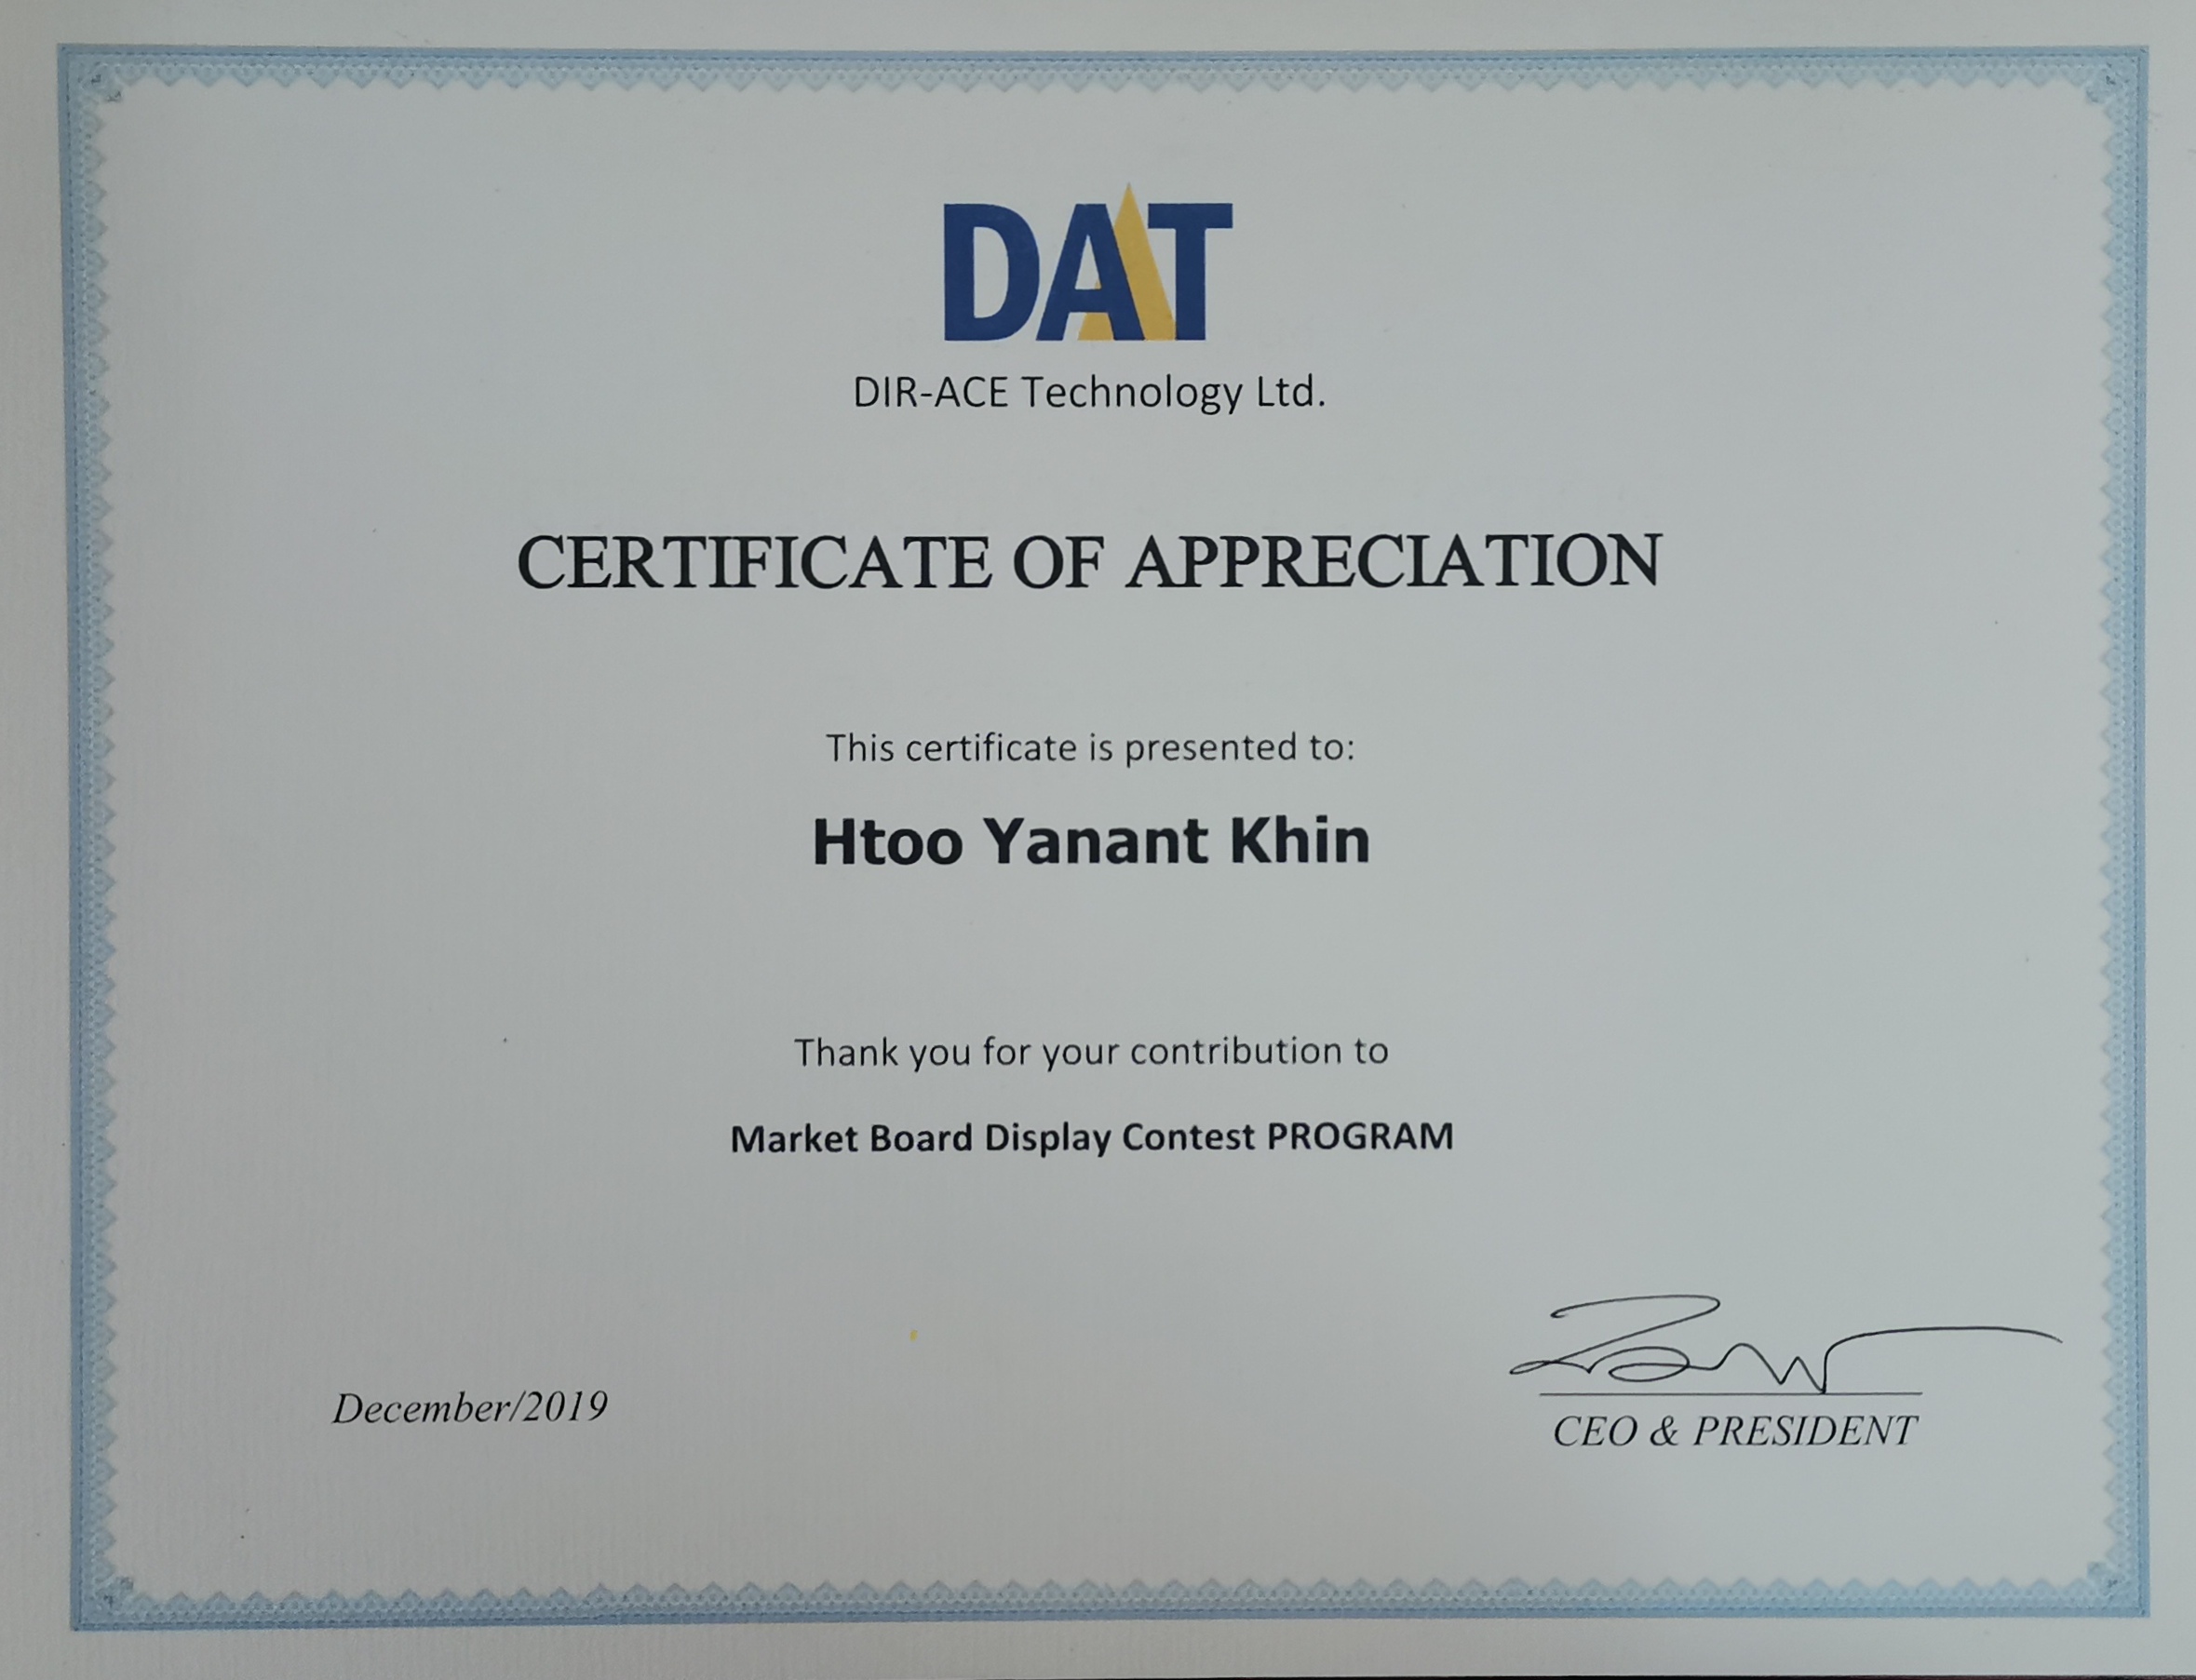 DAT
DIR-ACE Technology Ltd.
CERTIFICATE OF APPRECIATION
This certificate is presented to:
Htoo Yanant Khin
Thank you for your contribution to
Market Board Display Contest PROGRAM
December/2019
CEO & PRESIDENT